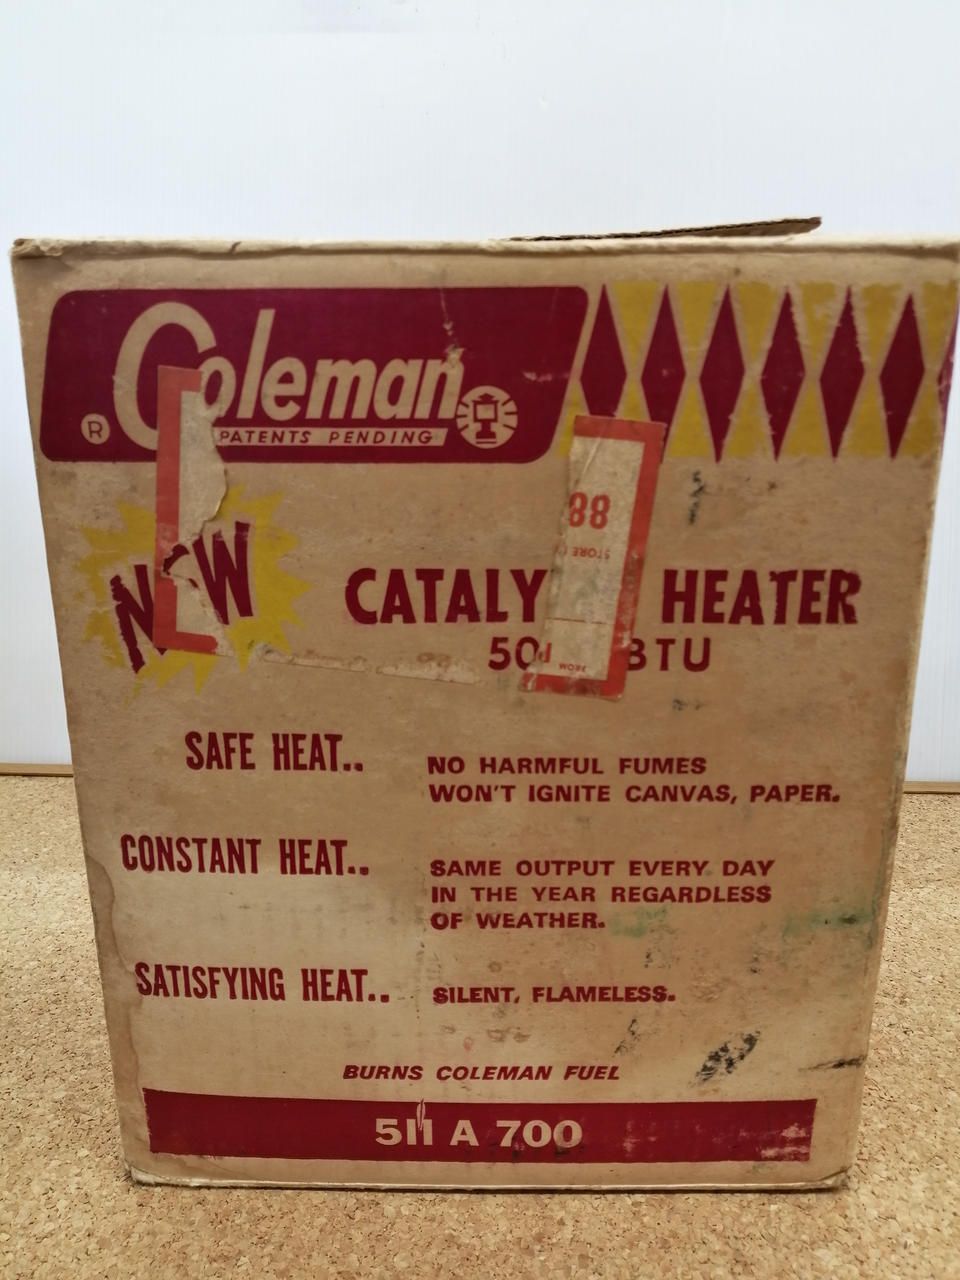 ® Coleman
PATENTS PENDING
88
STORE
NEW
CATALY HEATER
50 BTU
WORK
SAFE HEAT.. NO HARMFUL FUMES
WON'T IGNITE CANVAS, PAPER.
CONSTANT HEAT.. SAME OUTPUT EVERY DAY
IN THE YEAR REGARDLESS
OF WEATHER.
SATISFYING HEAT.. SILENT, FLAMELESS.
BURNS COLEMAN FUEL
511 A 700